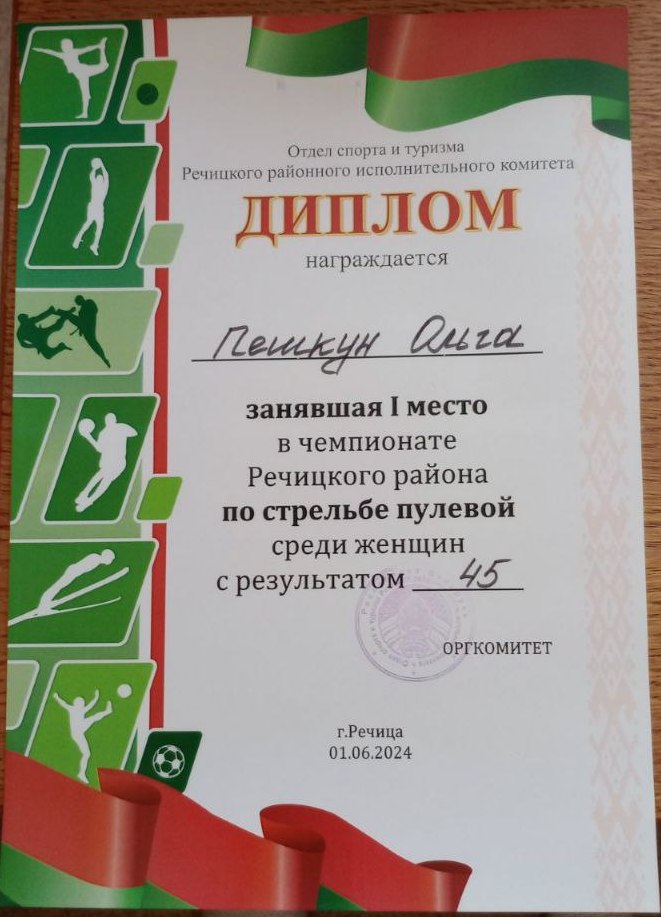 Отдел спорта и туризма
Речицкого районного исполнительного комитета
ДИПЛОМ
награждается
Пешкун Ольга
занявшая I место
в чемпионате
Речицкого района
по стрельбе пулевой
среди женщин
с результатом 45
ОРГКОМИТЕТ
г.Речица
01.06.2024